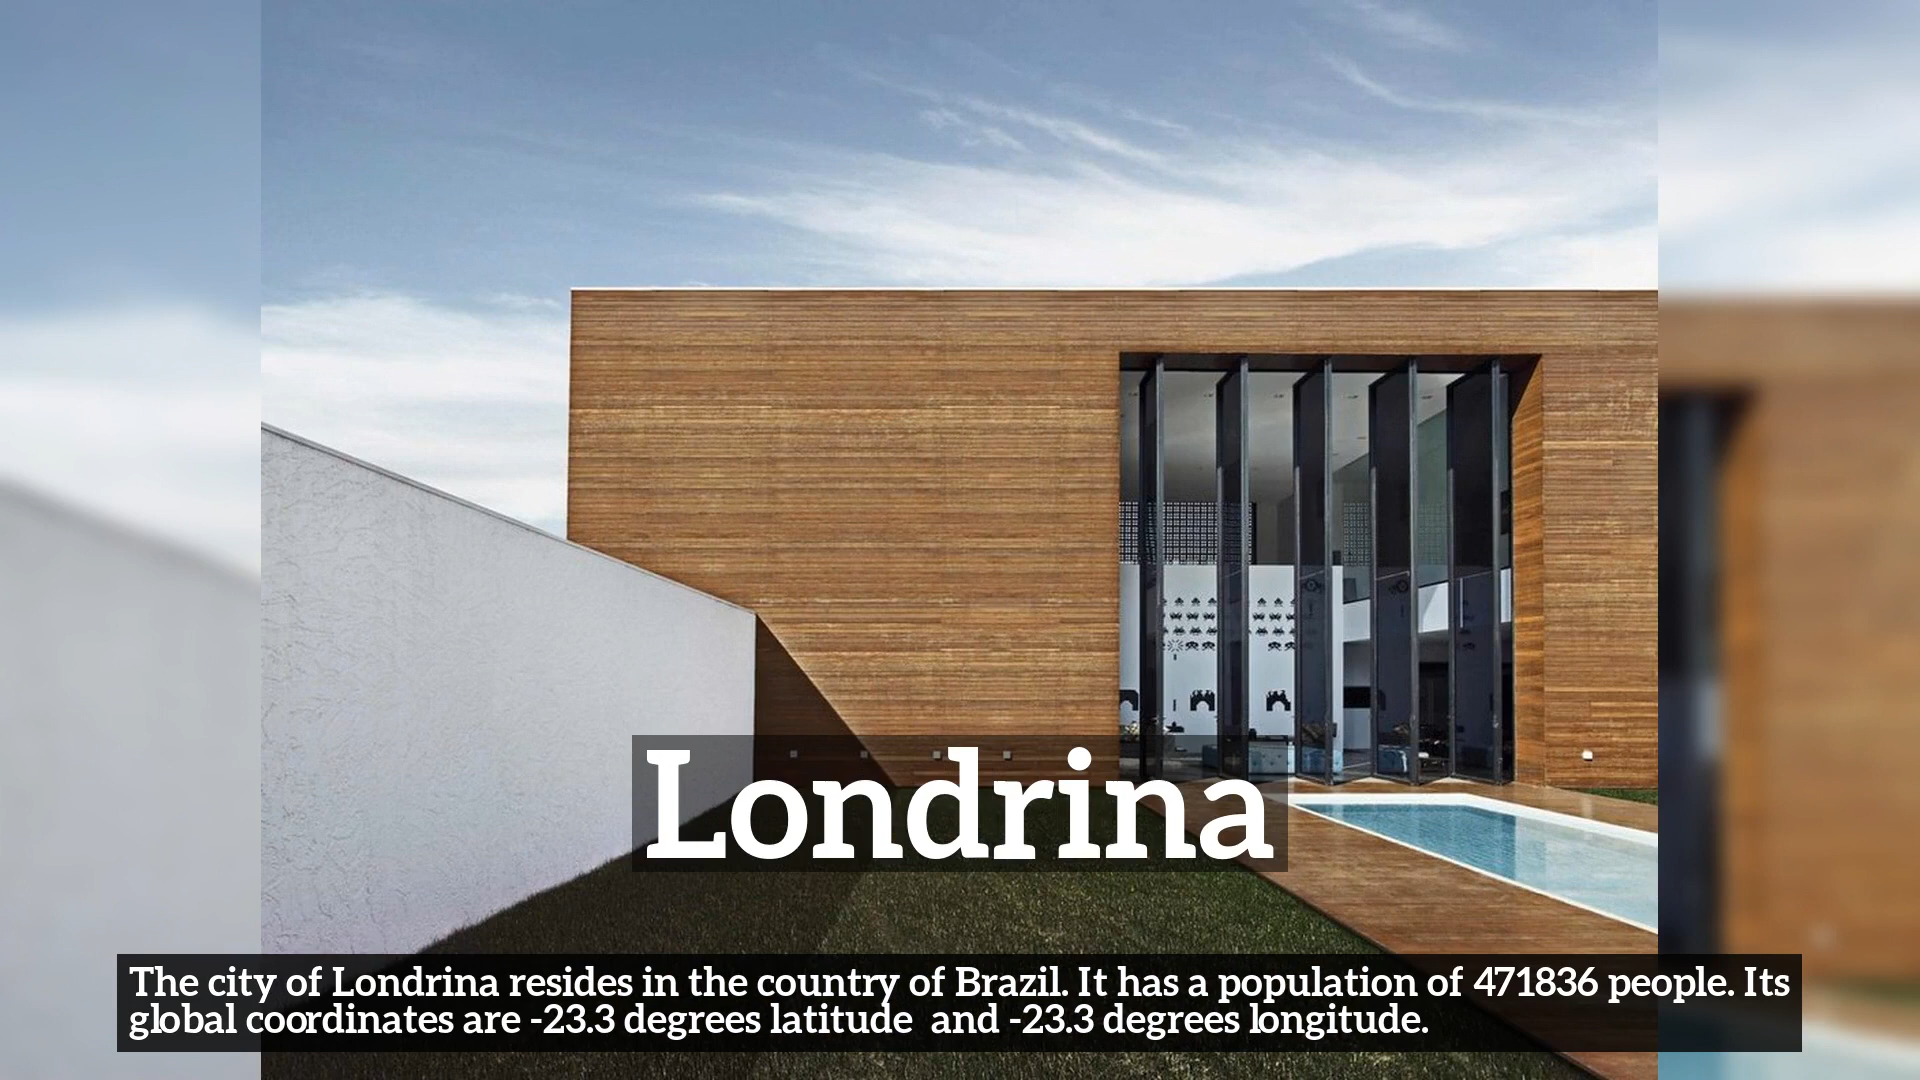 Londrina
The city of Londrina resides in the country of Brazil. It has a population of 471836 people. Its
global coordinates are -23.3 degrees latitude  and -23.3 degrees longitude.